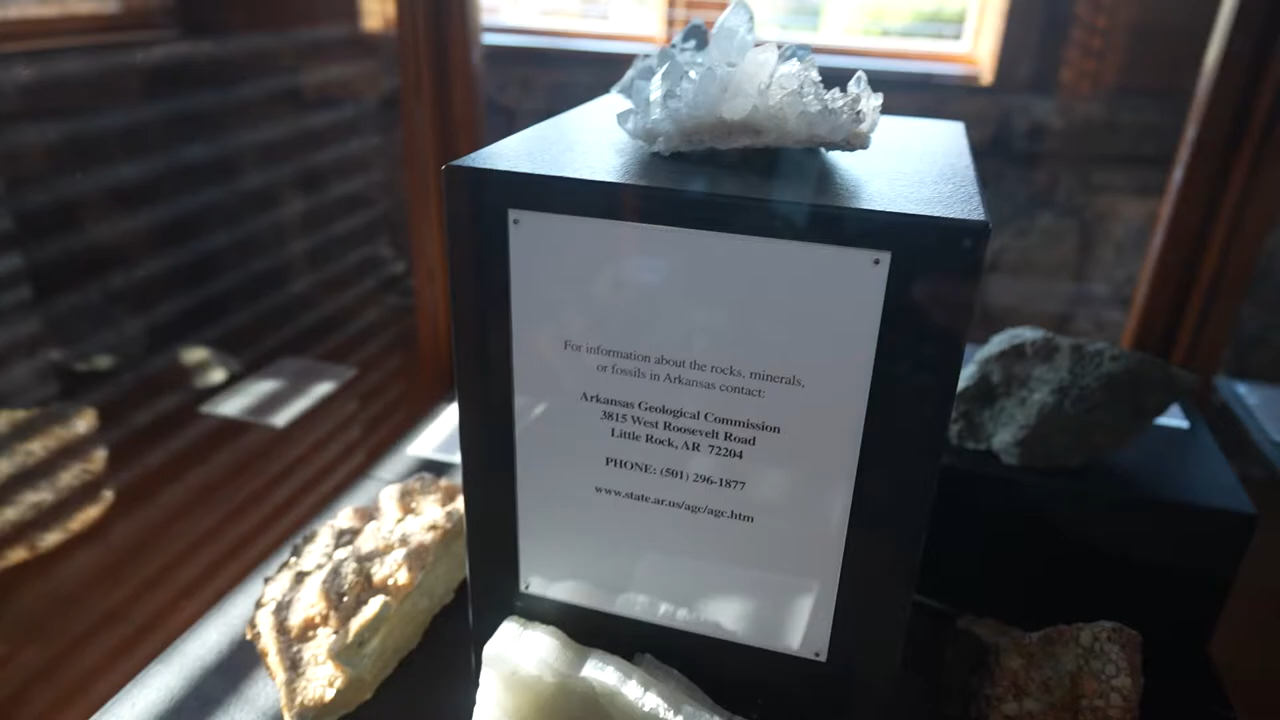 For information about the rocks, minerals,
or fossils in Arkansas contact:
Arkansas Geological Commission
3815 West Roosevelt Road
Little Rock, AR 72204
PHONE: (501) 296-1877
www.state.ar.us/agc/agc.htm